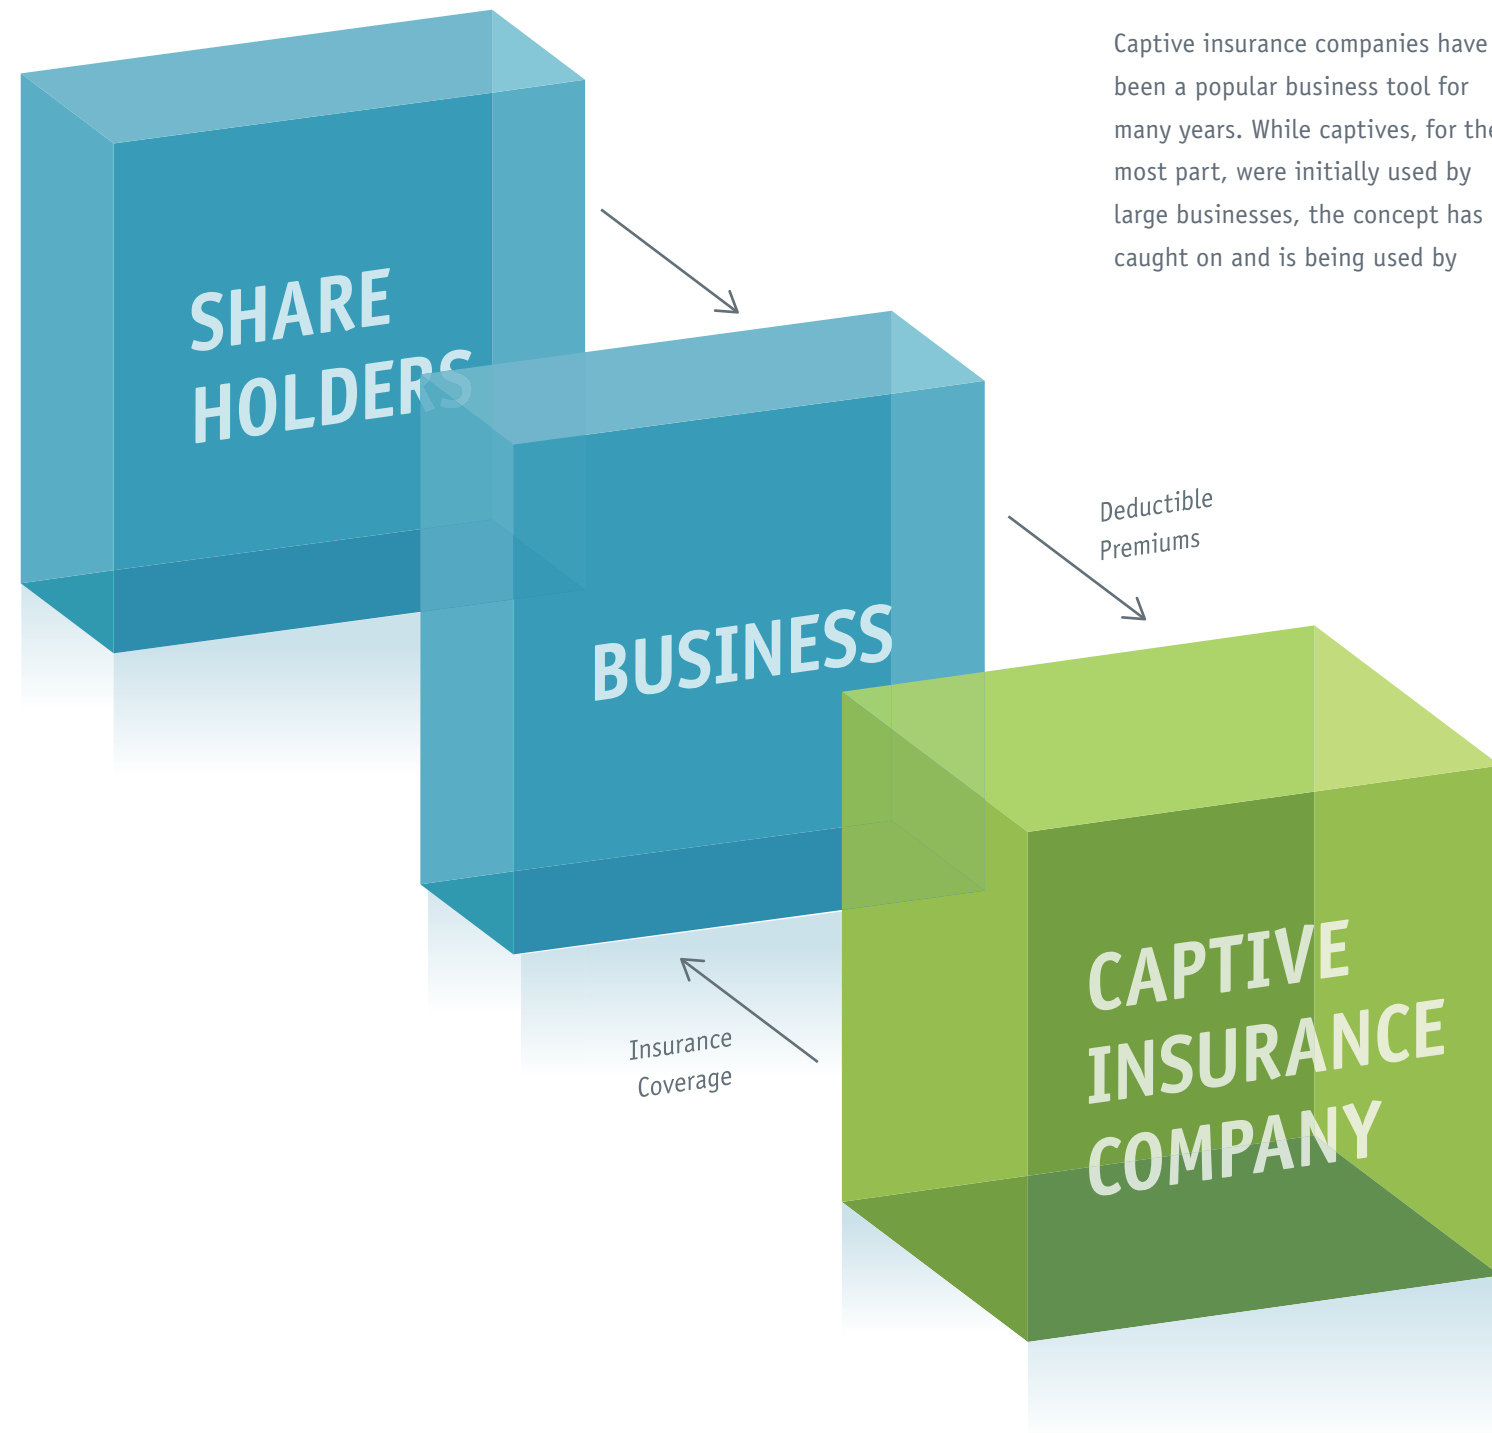 Captive insurance companies have
been a popular business tool for
many years. While captives, for the
most part, were initially used by
large businesses, the concept has
caught on and is being used by
SHARE
HOLDERS
Deductible
Premiums
BUSINESS
CAPTIVE
INSURANCE
COMPANY
Insurance
Coverage